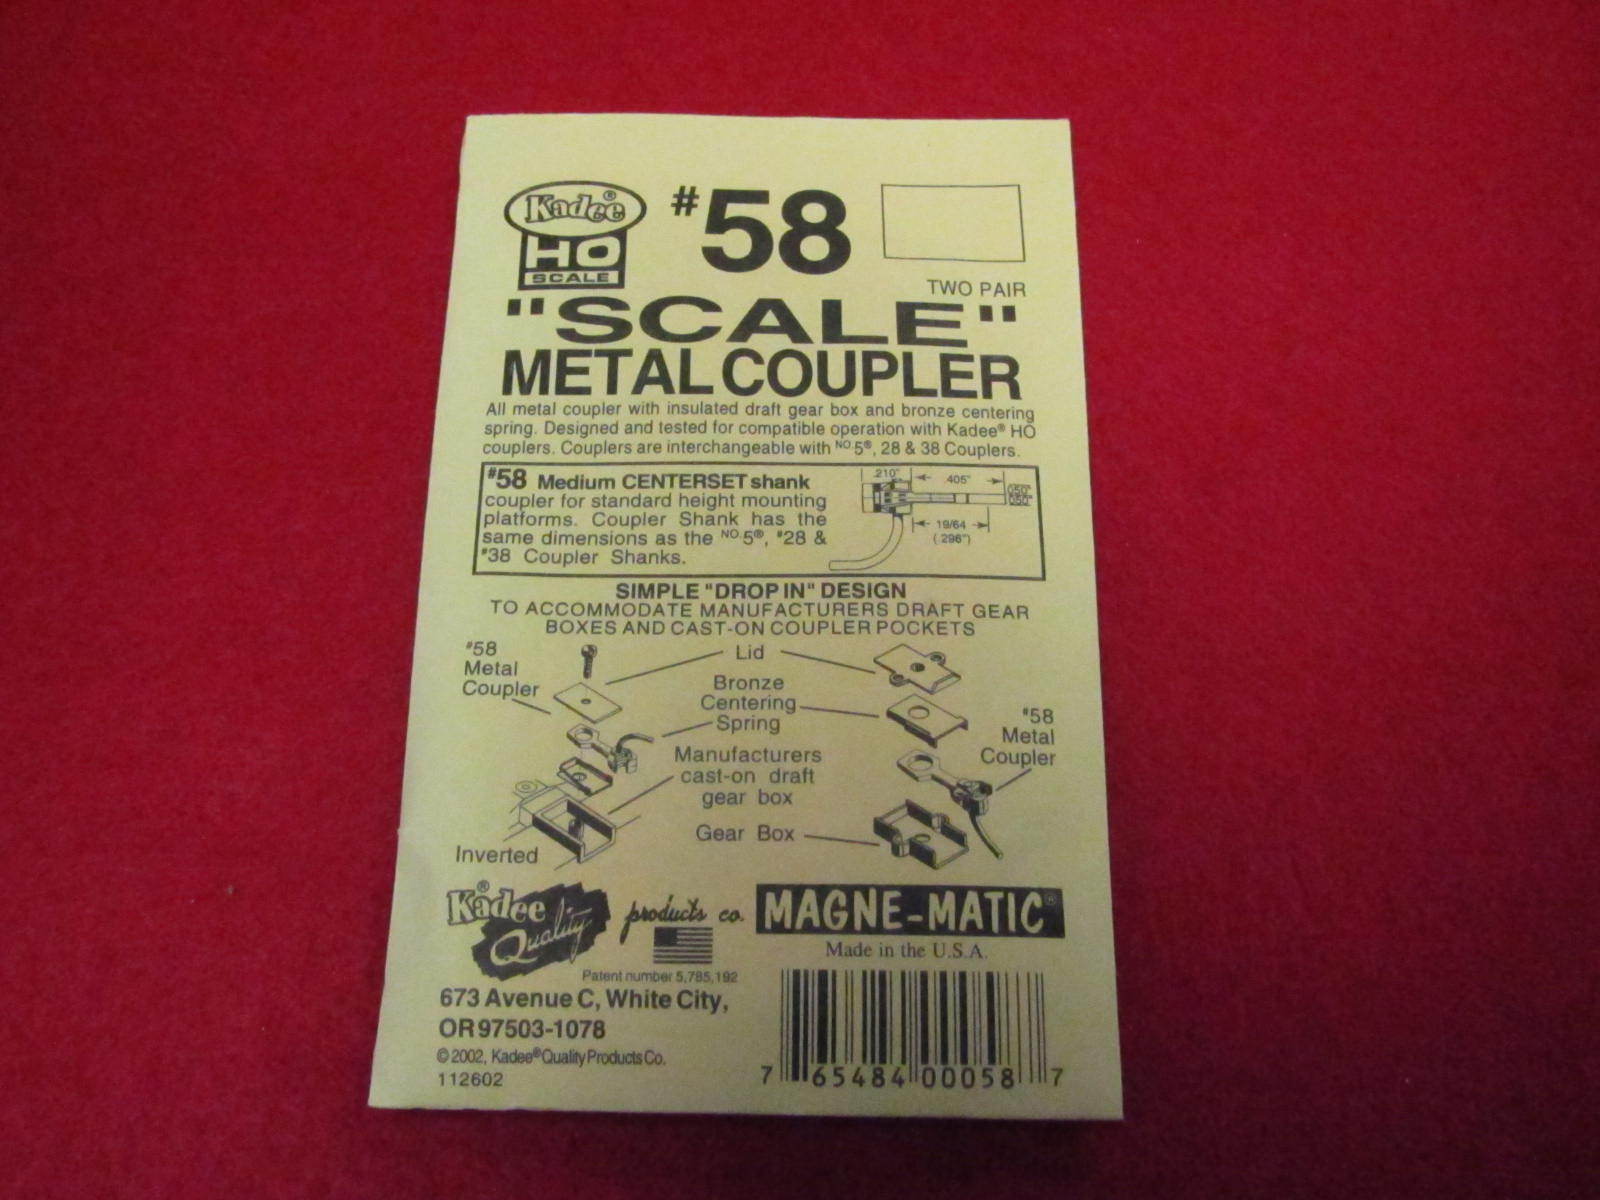 Kadee®
HO
SCALE
#58
TWO PAIR
"SCALE"
METAL COUPLER
All metal coupler with insulated draft gear box and bronze centering
spring. Designed and tested for compatible operation with Kadee® HO
couplers. Couplers are interchangeable with NO.5®, 28 & 38 Couplers.
#58 Medium CENTERSET shank
coupler for standard height mounting
platforms. Coupler Shank has the
same dimensions as the NO.5®, #28 &
#38 Coupler Shanks.
.210"
.405"
.050"
.050"
19/64
(.296")
SIMPLE "DROP IN" DESIGN
TO ACCOMMODATE MANUFACTURERS DRAFT GEAR
BOXES AND CAST-ON COUPLER POCKETS
#58
Metal
Coupler
Lid
Bronze
Centering
Spring
Manufacturers
cast-on draft
gear box
Gear Box
Inverted
#58
Metal
Coupler
Kadee®
Quality
products co.
Patent number 5,785,192
MAGNE-MATIC®
Made in the U.S.A.
673 Avenue C, White City,
OR 97503-1078
© 2002, Kadee® Quality Products Co.
112602
7 65484 00058 7